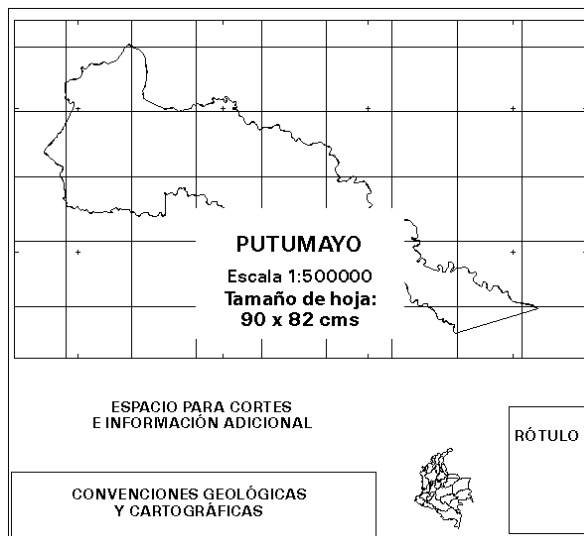 PUTUMAYO
Escala 1:500000
Tamaño de hoja:
90 x 82 cms
ESPACIO PARA CORTES
E INFORMACIÓN ADICIONAL
RÓTULO
CONVENCIONES GEOLÓGICAS
Y CARTOGRÁFICAS